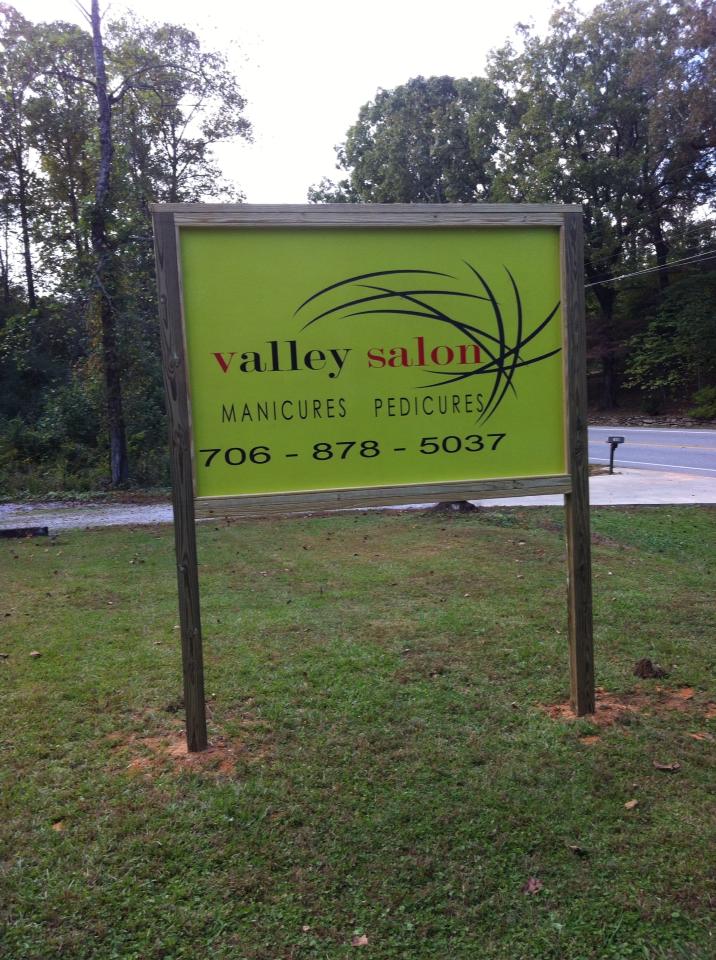 valley salon
MANICURES PEDICURES
706 - 878 - 5037